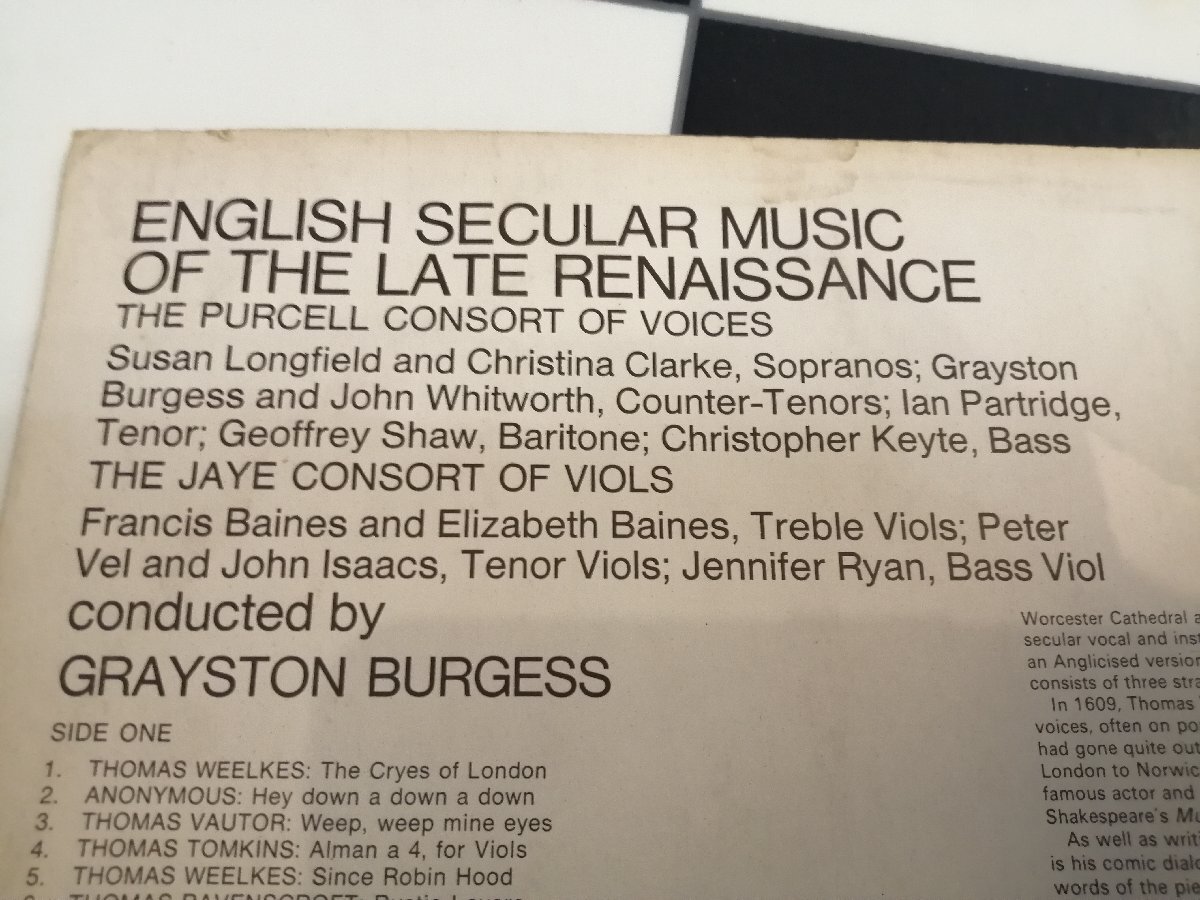 ENGLISH SECULAR MUSIC
OF THE LATE RENAISSANCE
THE PURCELL CONSORT OF VOICES
Susan Longfield and Christina Clarke, Sopranos; Grayston
Burgess and John Whitworth, Counter-Tenors; Ian Partridge,
Tenor; Geoffrey Shaw, Baritone; Christopher Keyte, Bass
THE JAYE CONSORT OF VIOLS
Francis Baines and Elizabeth Baines, Treble Viols; Peter
Vel and John Isaacs, Tenor Viols; Jennifer Ryan, Bass Viol
conducted by
GRAYSTON BURGESS
SIDE ONE
1. THOMAS WEELKES: The Cryes of London
2. ANONYMOUS: Hey down a down a down
3. THOMAS VAUTOR: Weep, weep mine eyes
4. THOMAS TOMKINS: Alman a 4, for Viols
5. THOMAS WEELKES: Since Robin Hood
THOMAS RAVENSCROFT: Rustic Lovers
Worcester Cathedral
secular vocal and
an Anglicised version
consists of three
In 1609, Thomas
voices, often on
had gone quite out
London to
famous actor and
Shakespeare's
As well as
is his comic
words of the